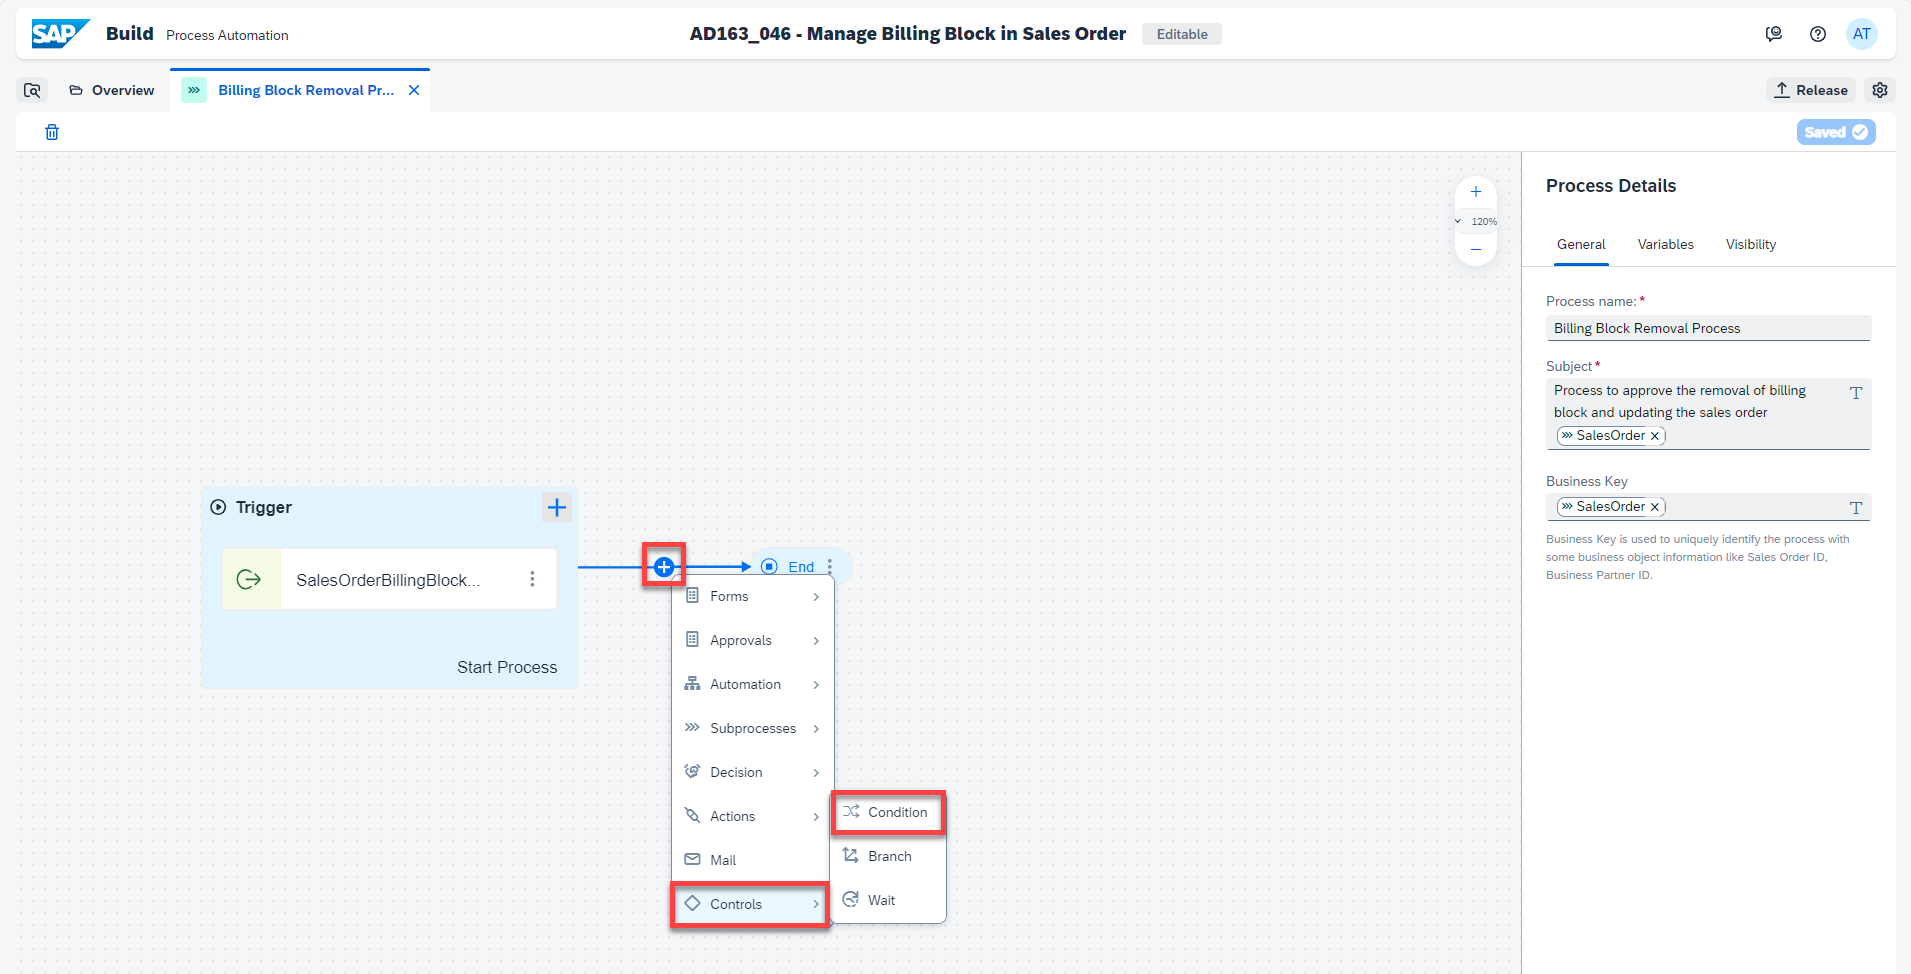 SAP Build Process Automation
AD163_046 - Manage Billing Block in Sales Order Editable
AT
Overview
Billing Block Removal Pr...
Release
Saved
120%
Trigger
SalesOrderBillingBlock...
Start Process
End
Forms
Approvals
Automation
Subprocesses
Decision
Actions
Mail
Controls
Condition
Branch
Wait
Process Details
General Variables Visibility
Process name: *
Billing Block Removal Process
Subject *
Process to approve the removal of billing
block and updating the sales order
SalesOrder
Business Key
SalesOrder
Business Key is used to uniquely identify the process with
some business object information like Sales Order ID,
Business Partner ID.